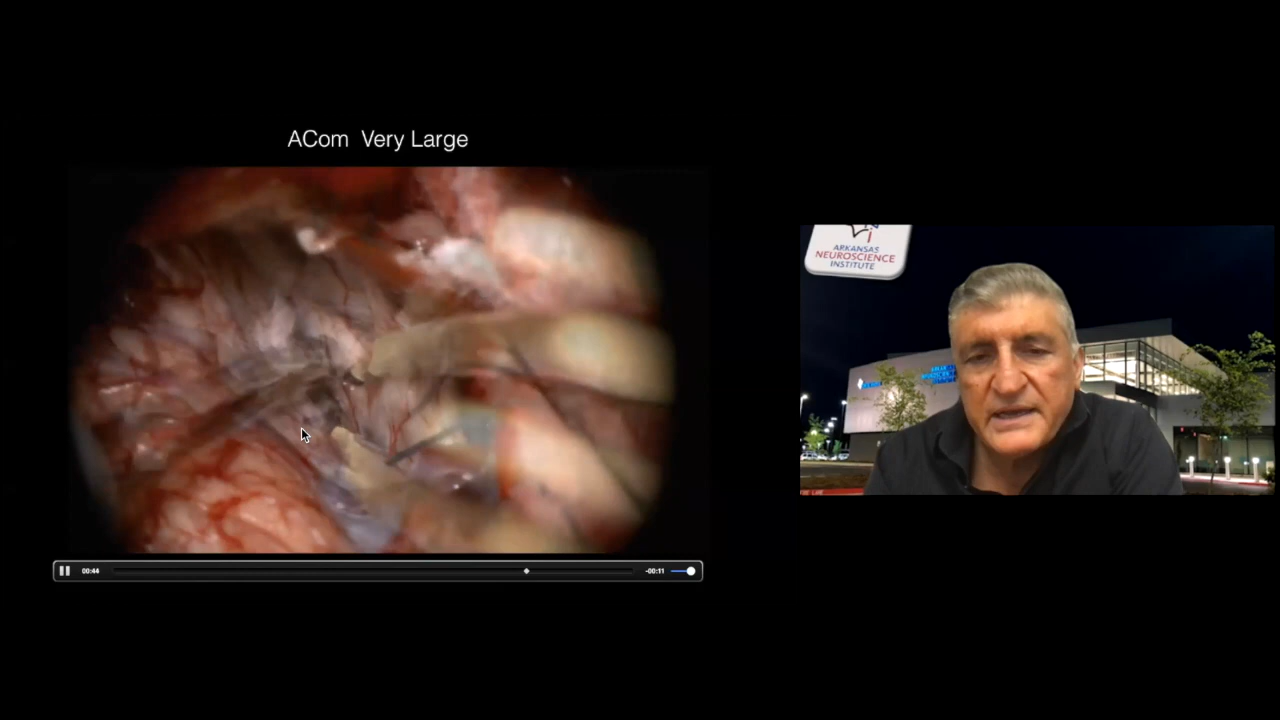 ACom Very Large
ARKANSAS
NEUROSCIENCE
INSTITUTE
00:44
-00:11